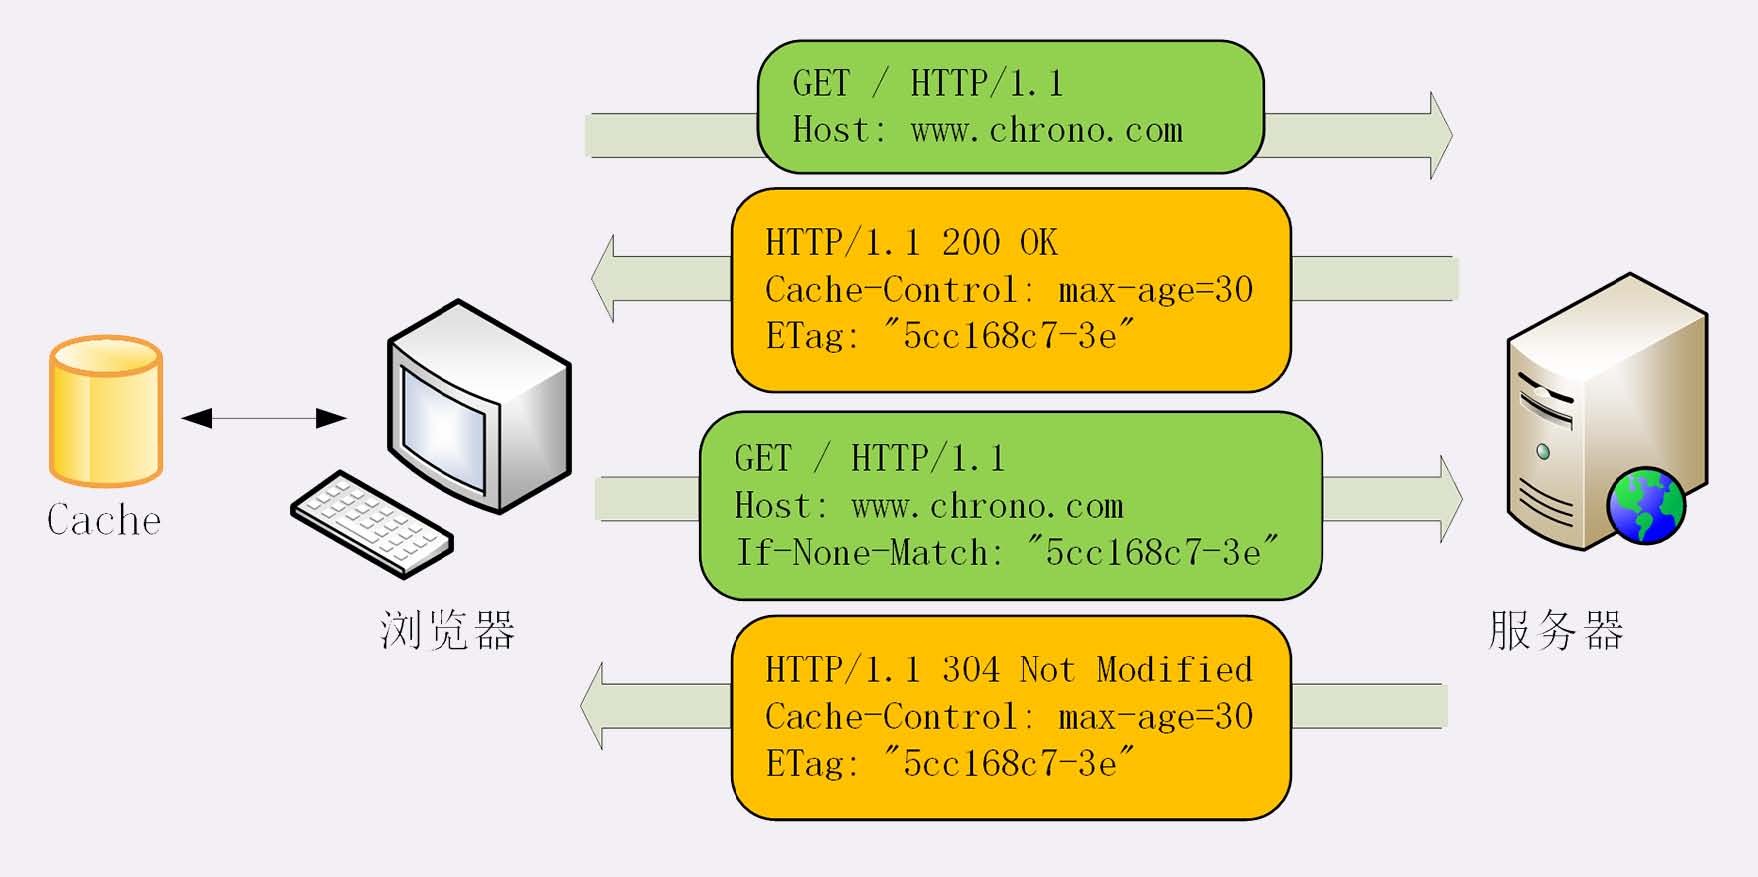 GET / HTTP/1.1
Host: www.chrono.com
HTTP/1.1 200 OK
Cache-Control: max-age=30
ETag: "5cc168c7-3e"
GET / HTTP/1.1
Host: www.chrono.com
If-None-Match: "5cc168c7-3e"
HTTP/1.1 304 Not Modified
Cache-Control: max-age=30
ETag: "5cc168c7-3e"
Cache
浏览器
服务器